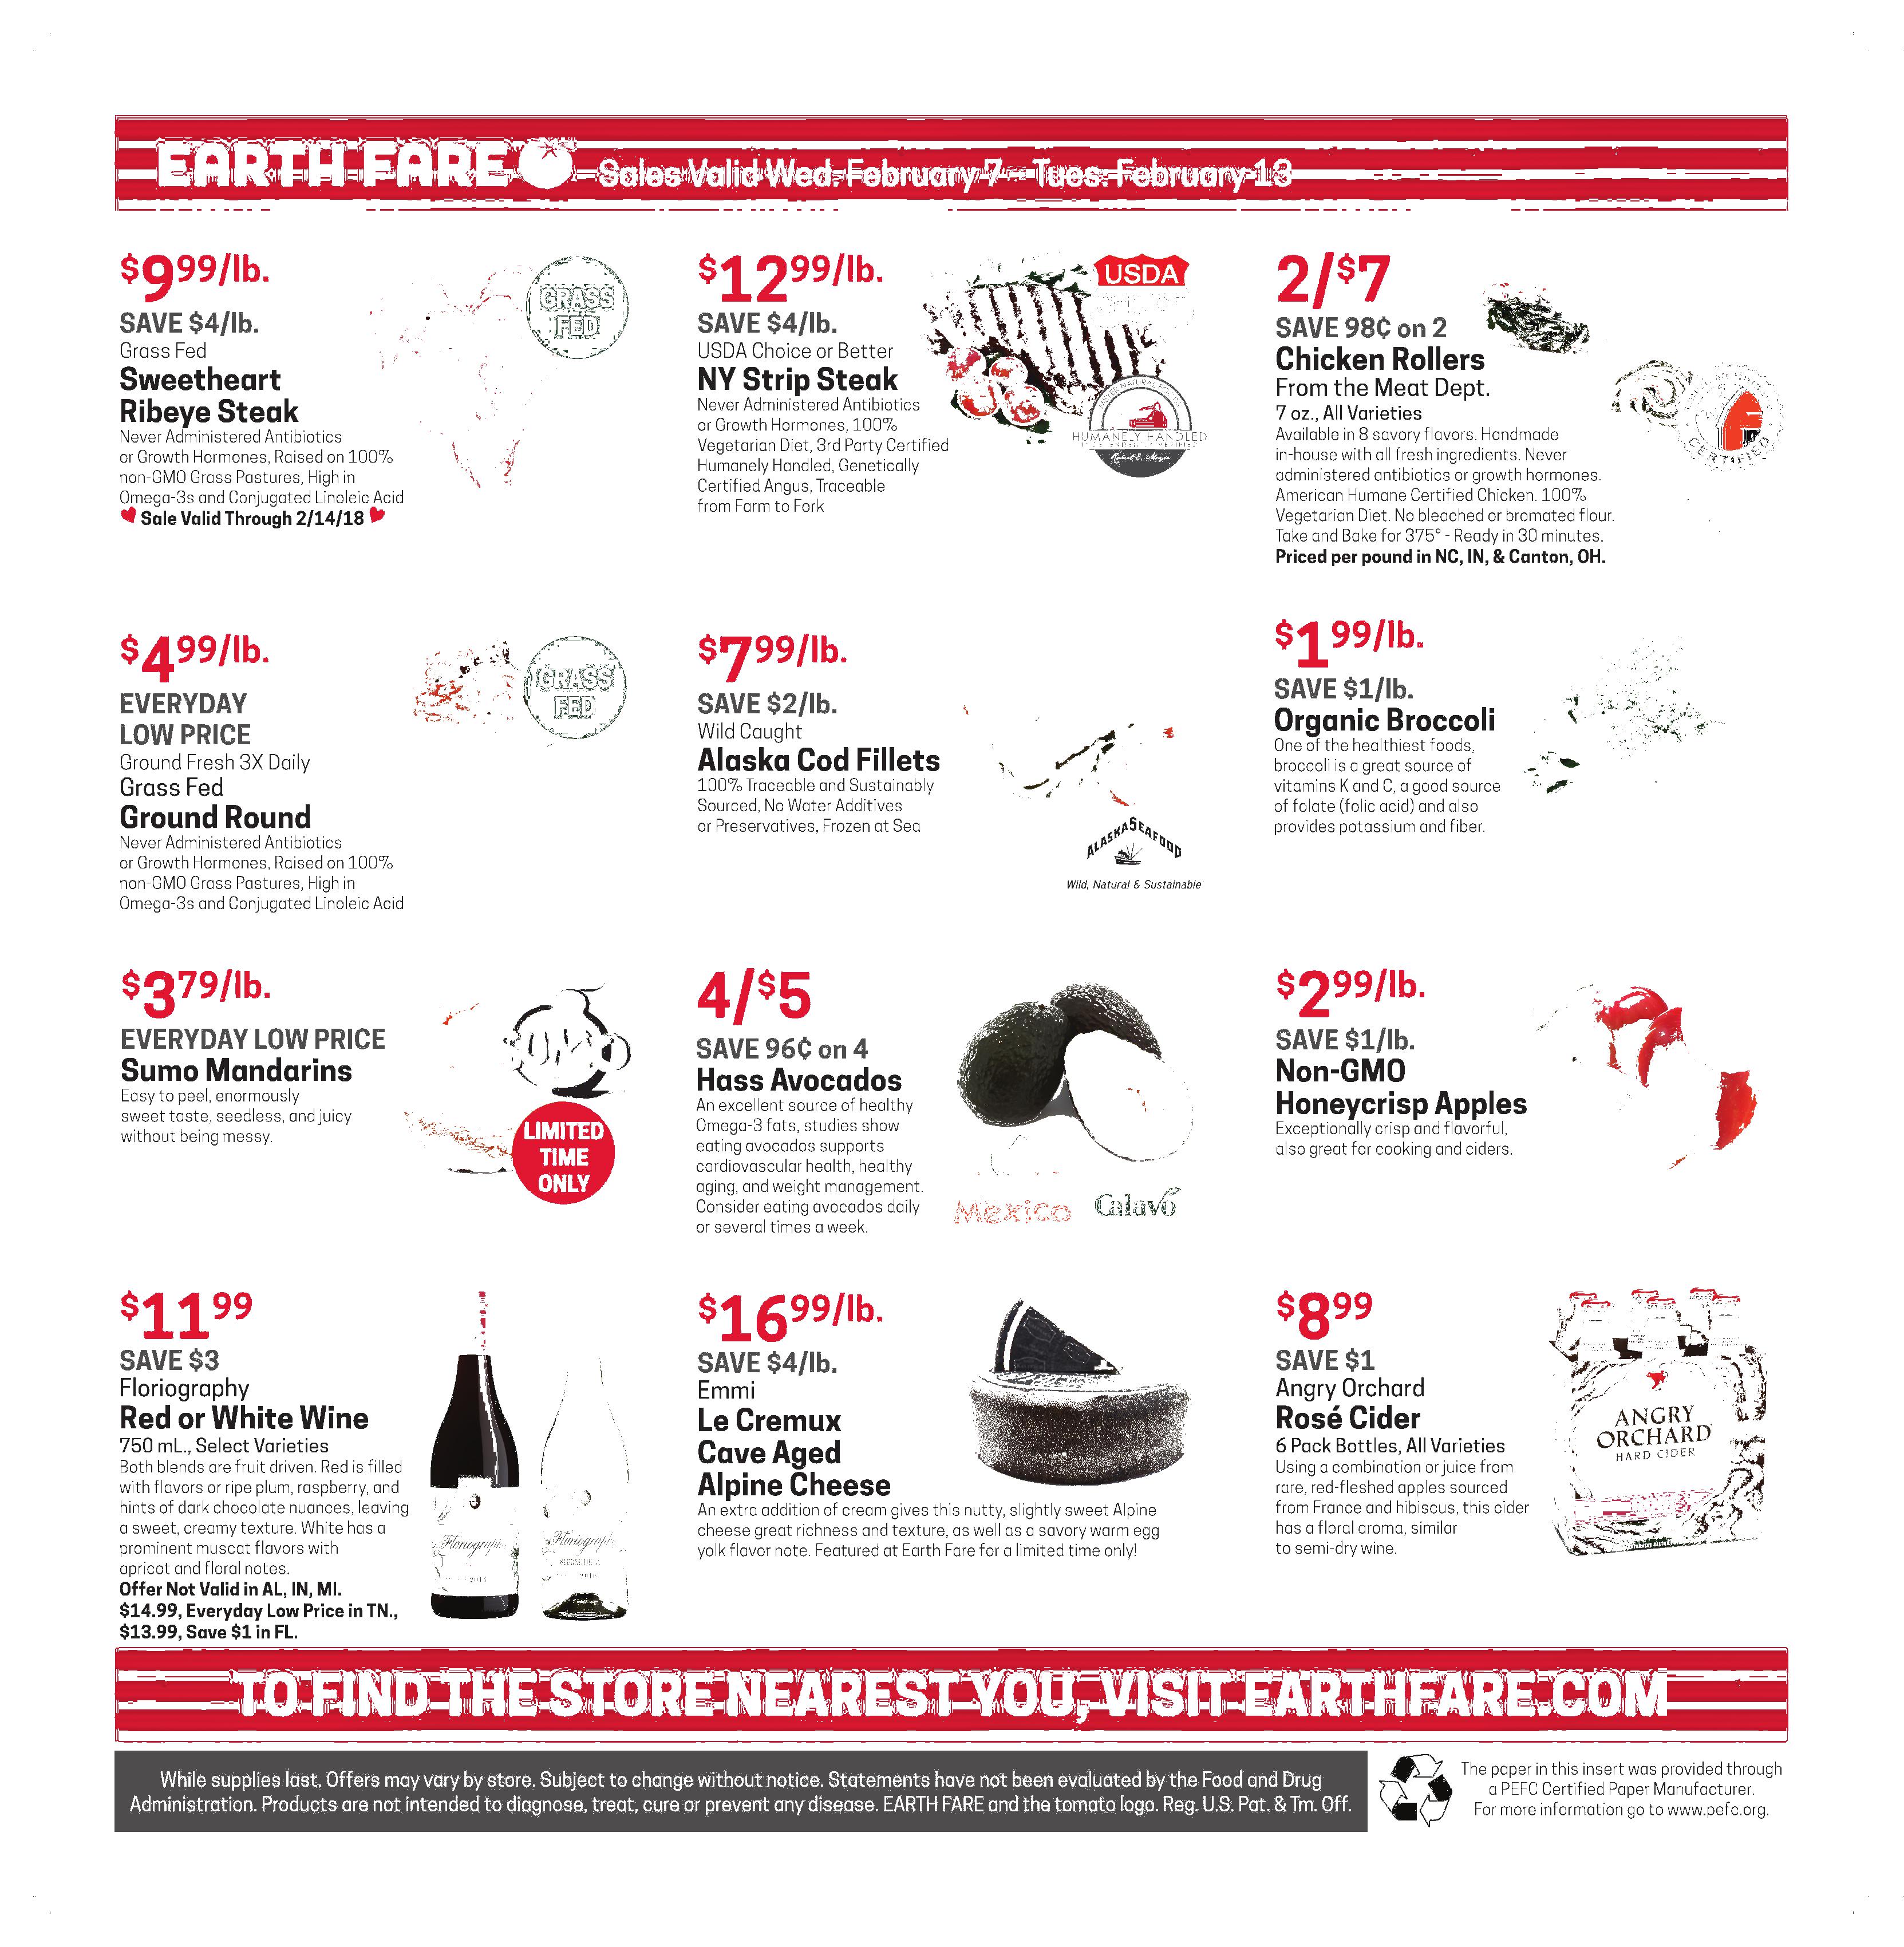 EARTH FARE Sales Valid Wed. February 7 - Tues. February 13
$9.99/lb.
SAVE $4/lb.
Grass Fed
Sweetheart
Ribeye Steak
Never Administered Antibiotics
or Growth Hormones, Raised on 100%
non-GMO Grass Pastures, High in
Omega-3s and Conjugated Linoleic Acid
Sale Valid Through 2/14/18
GRASS
FED
$12.99/lb.
SAVE $4/lb.
USDA Choice or Better
NY Strip Steak
Never Administered Antibiotics
or Growth Hormones, 100%
Vegetarian Diet, 3rd Party Certified
Humanely Handled, Genetically
Certified Angus, Traceable
from Farm to Fork
USDA
HUMANELY HANDLED
2/$7
SAVE 98¢ on 2
Chicken Rollers
From the Meat Dept.
7 oz., All Varieties
Available in 8 savory flavors. Handmade
in-house with all fresh ingredients. Never
administered antibiotics or growth hormones.
American Humane Certified Chicken. 100%
Vegetarian Diet. No bleached or bromated flour.
Take and Bake for 375° - Ready in 30 minutes.
Priced per pound in NC, IN, & Canton, OH.
CERTIFIED
$4.99/lb.
EVERYDAY
LOW PRICE
Ground Fresh 3X Daily
Grass Fed
Ground Round
Never Administered Antibiotics
or Growth Hormones, Raised on 100%
non-GMO Grass Pastures, High in
Omega-3s and Conjugated Linoleic Acid
GRASS
FED
$7.99/lb.
SAVE $2/lb.
Wild Caught
Alaska Cod Fillets
100% Traceable and Sustainably
Sourced, No Water Additives
or Preservatives, Frozen at Sea
ALASKA SEAFOOD
Wild, Natural & Sustainable
$1.99/lb.
SAVE $1/lb.
Organic Broccoli
One of the healthiest foods,
broccoli is a great source of
vitamins K and C, a good source
of folate (folic acid) and also
provides potassium and fiber.
$3.79/lb.
EVERYDAY LOW PRICE
Sumo Mandarins
Easy to peel, enormously
sweet taste, seedless, and juicy
without being messy.
LIMITED
TIME
ONLY
4/$5
SAVE 96¢ on 4
Hass Avocados
An excellent source of healthy
Omega-3 fats, studies show
eating avocados supports
cardiovascular health, healthy
aging, and weight management.
Consider eating avocados daily
or several times a week.
Mexico
Calavo
$2.99/lb.
SAVE $1/lb.
Non-GMO
Honeycrisp Apples
Exceptionally crisp and flavorful,
also great for cooking and ciders.
$11.99
SAVE $3
Floriography
Red or White Wine
750 mL., Select Varieties
Both blends are fruit driven. Red is filled
with flavors or ripe plum, raspberry, and
hints of dark chocolate nuances, leaving
a sweet, creamy texture. White has a
prominent muscat flavors with
apricot and floral notes.
Offer Not Valid in AL, IN, MI.
$14.99, Everyday Low Price in TN.,
$13.99, Save $1 in FL.
$16.99/lb.
SAVE $4/lb.
Emmi
Le Cremux
Cave Aged
Alpine Cheese
An extra addition of cream gives this nutty, slightly sweet Alpine
cheese great richness and texture, as well as a savory warm egg
yolk flavor note. Featured at Earth Fare for a limited time only!
$8.99
SAVE $1
Angry Orchard
Rosé Cider
6 Pack Bottles, All Varieties
Using a combination or juice from
rare, red-fleshed apples sourced
from France and hibiscus, this cider
has a floral aroma, similar
to semi-dry wine.
ANGRY
ORCHARD
HARD CIDER
TO FIND THE STORE NEAREST YOU, VISIT EARTHFARE.COM
While supplies last. Offers may vary by store. Subject to change without notice. Statements have not been evaluated by the Food and Drug
Administration. Products are not intended to diagnose, treat, cure or prevent any disease. EARTH FARE and the tomato logo. Reg. U.S. Pat. & Tm. Off.
The paper in this insert was provided through
a PEFC Certified Paper Manufacturer.
For more information go to www.pefc.org.